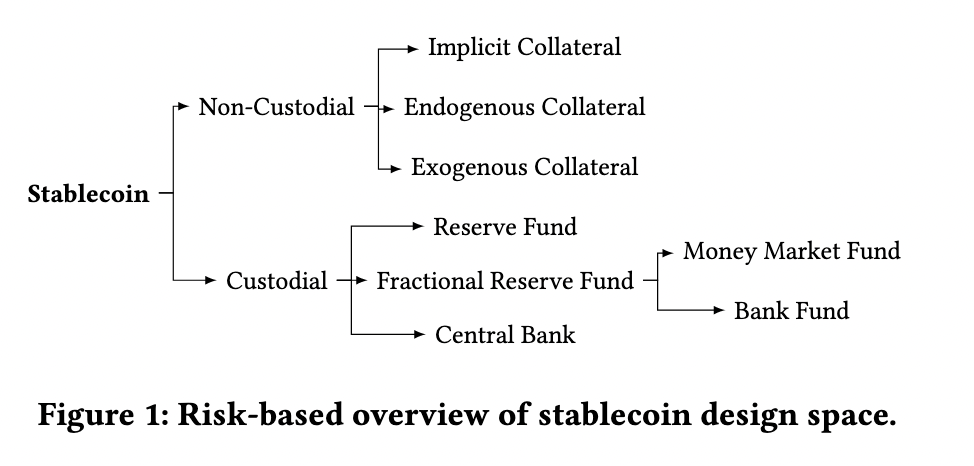 Implicit Collateral
Non-Custodial
Endogenous Collateral
Exogenous Collateral
Stablecoin
Reserve Fund
Money Market Fund
Custodial
Fractional Reserve Fund
Bank Fund
Central Bank
Figure 1: Risk-based overview of stablecoin design space.